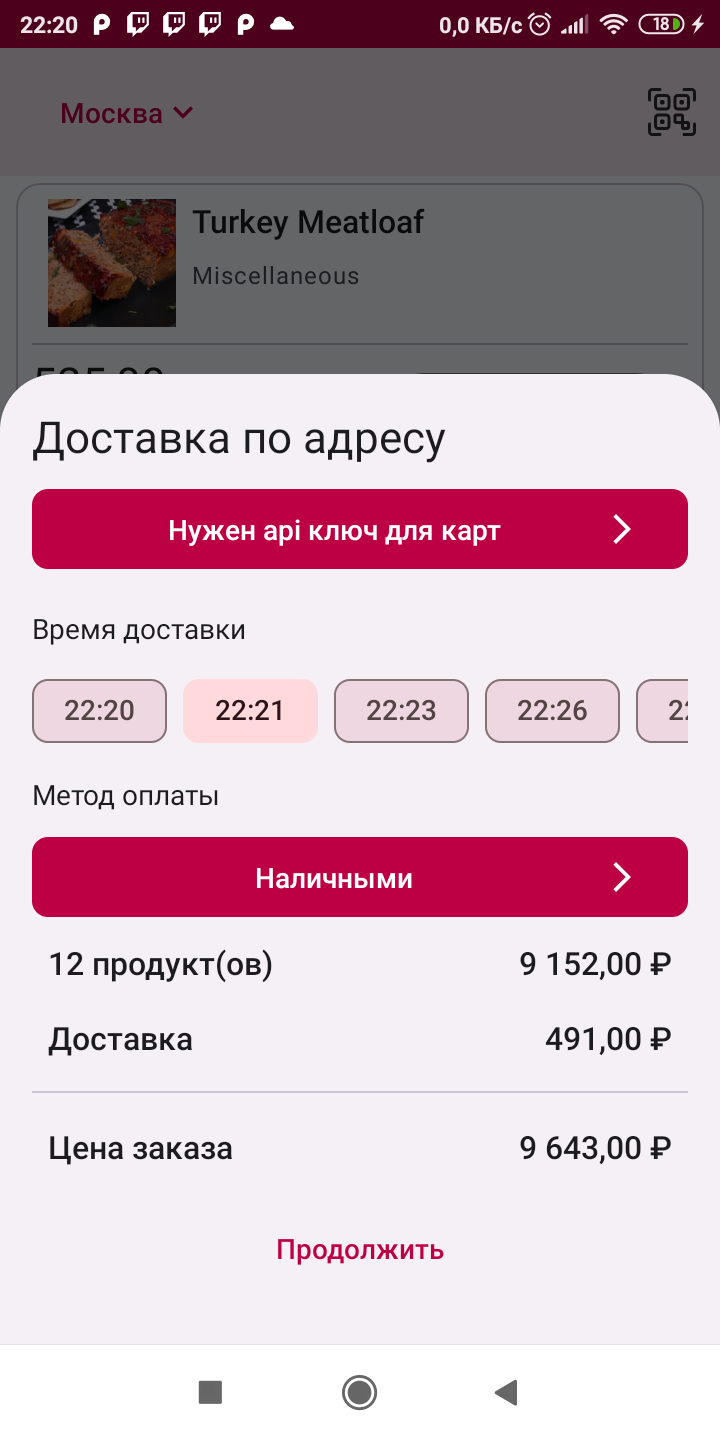 22:20 0,0 КБ/с 18
Москва
Turkey Meatloaf
Miscellaneous
Доставка по адресу
Нужен api ключ для карт
Время доставки
22:20 22:21 22:23 22:26
Метод оплаты
Наличными
12 продукт(ов) 9 152,00 ₽
Доставка 491,00 ₽
Цена заказа 9 643,00 ₽
Продолжить